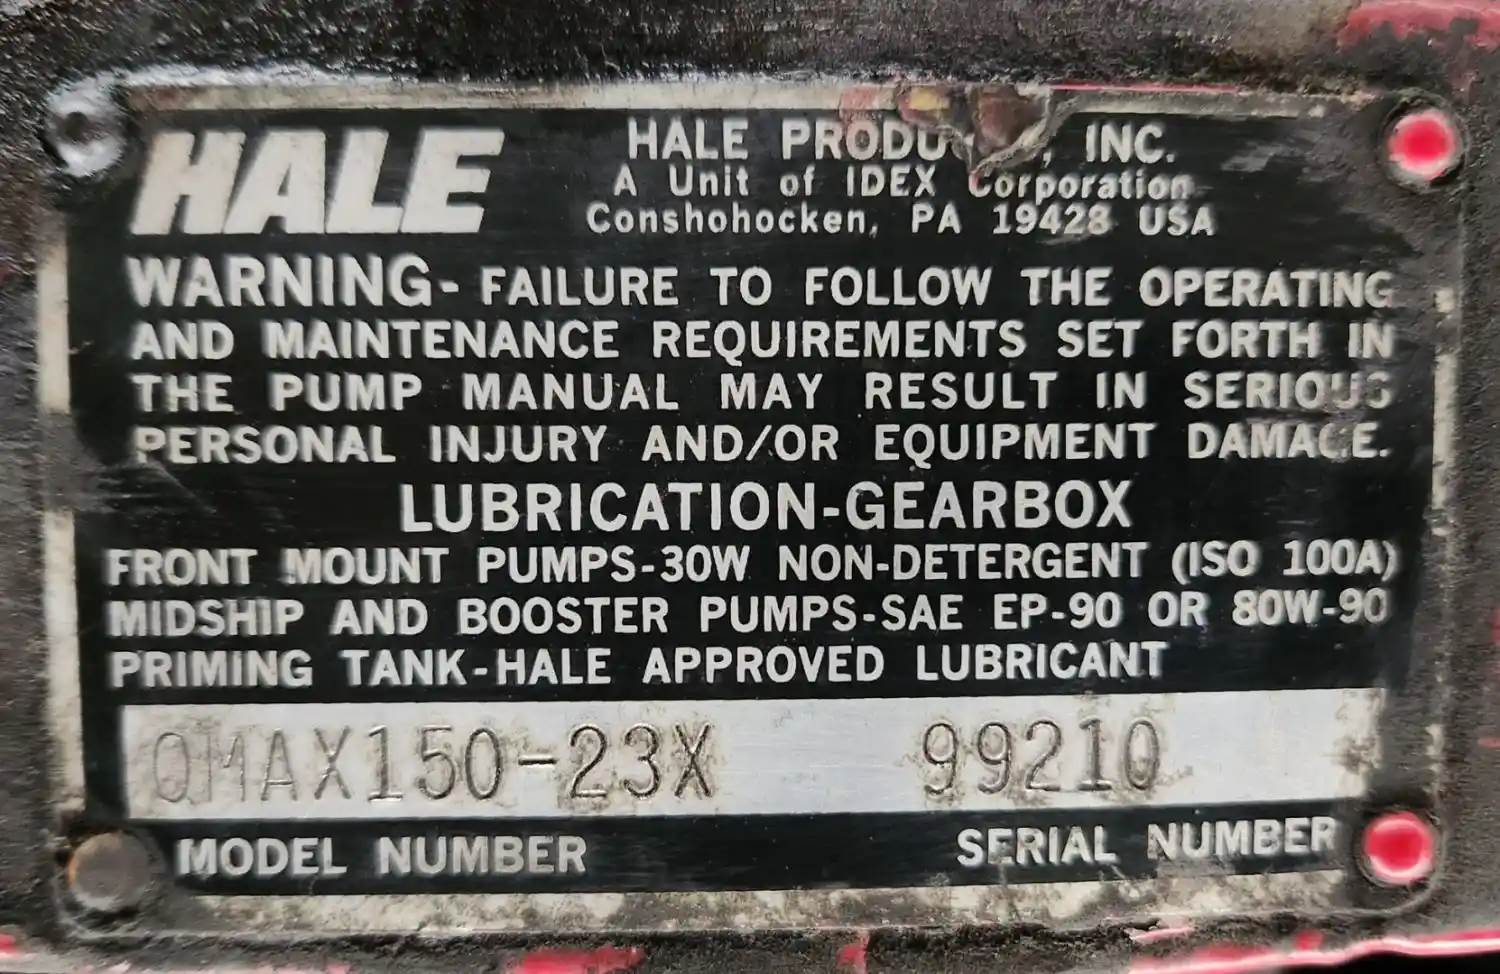 HALE
HALE PRODU , INC.
A Unit of IDEX Corporation
Conshohocken, PA 19428 USA
WARNING- FAILURE TO FOLLOW THE OPERATING
AND MAINTENANCE REQUIREMENTS SET FORTH IN
THE PUMP MANUAL MAY RESULT IN SERIOUS
PERSONAL INJURY AND/OR EQUIPMENT DAMAGE.
LUBRICATION-GEARBOX
FRONT MOUNT PUMPS-30W NON-DETERGENT (ISO 100A)
MIDSHIP AND BOOSTER PUMPS-SAE EP-90 OR 80W-90
PRIMING TANK-HALE APPROVED LUBRICANT
QMAX150-23X 99210
MODEL NUMBER SERIAL NUMBER